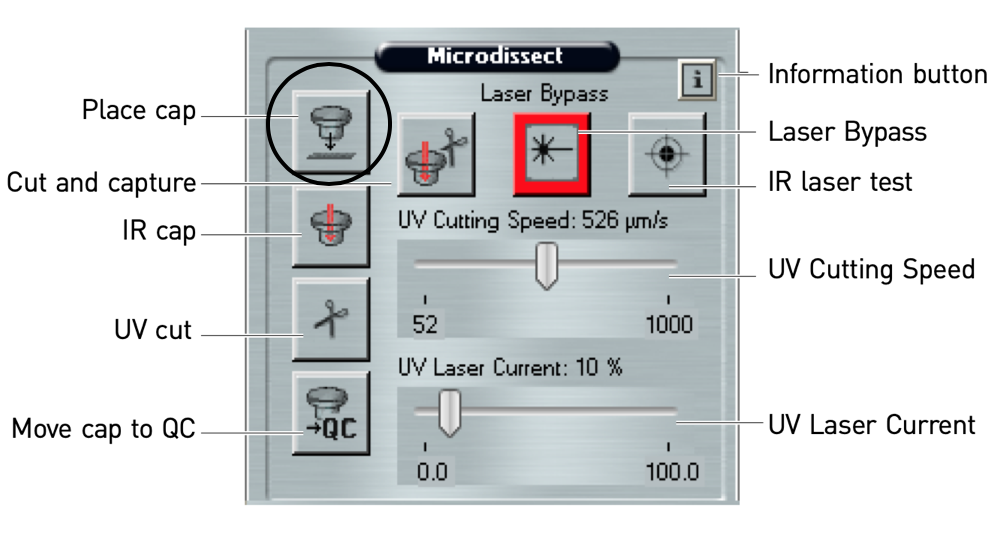 Microdissect
i
Information button
Laser Bypass
Place cap
Laser Bypass
Cut and capture
IR laser test
IR cap
UV Cutting Speed: 526 µm/s
UV Cutting Speed
52
1000
UV cut
UV Laser Current: 10 %
→QC
Move cap to QC
UV Laser Current
0.0
100.0